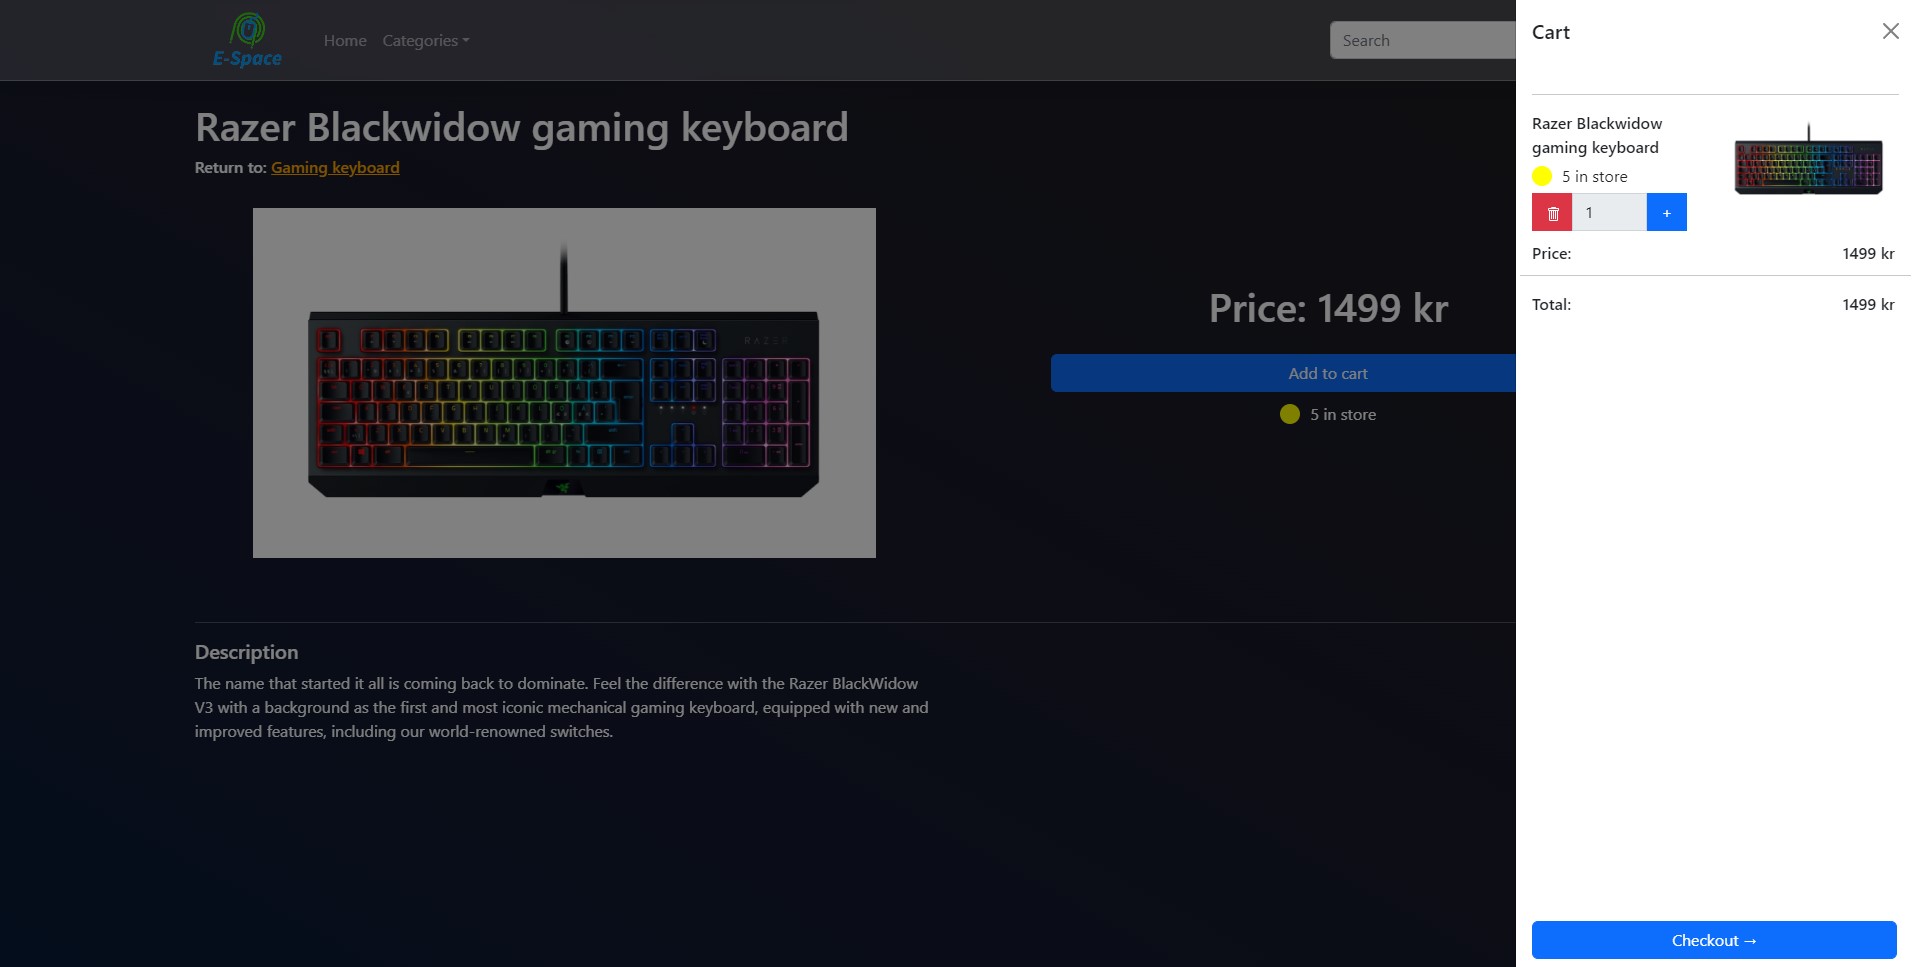 E-Space
Home
Categories
Search
Razer Blackwidow gaming keyboard
Return to: Gaming keyboard
RAZER
Price: 1499 kr
Add to cart
5 in store
Description
The name that started it all is coming back to dominate. Feel the difference with the Razer BlackWidow
V3 with a background as the first and most iconic mechanical gaming keyboard, equipped with new and
improved features, including our world-renowned switches.
Cart
Razer Blackwidow
gaming keyboard
5 in store
1
+
Price:
1499 kr
Total:
1499 kr
Checkout →